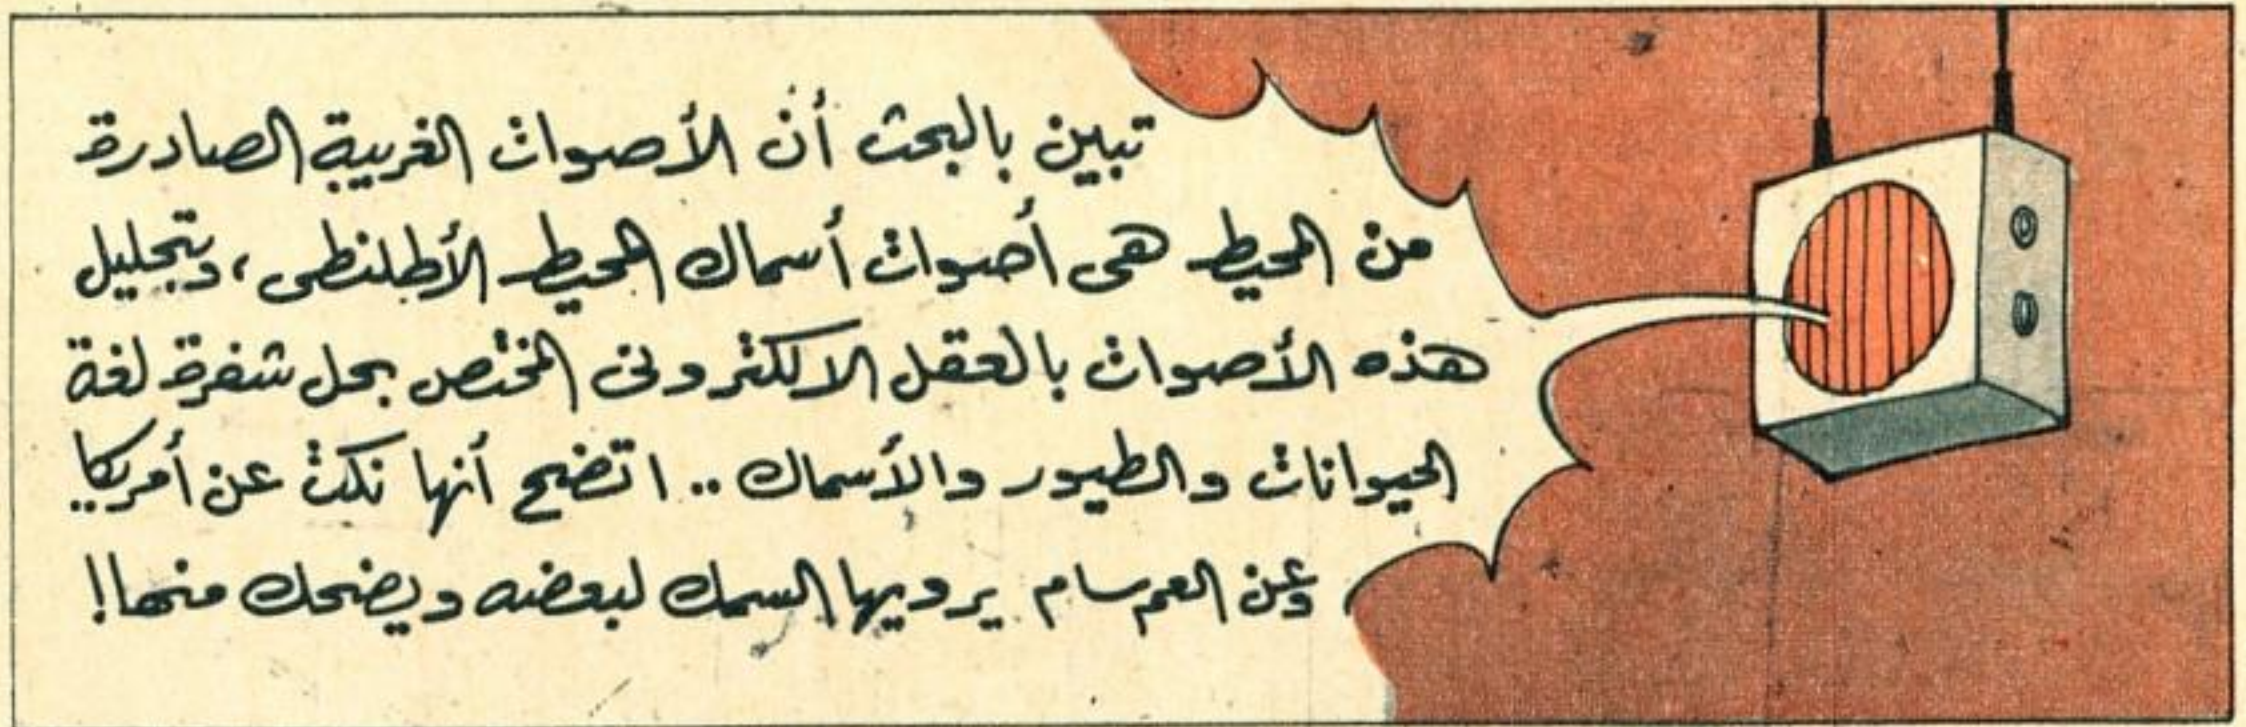 تبين بالبحث أن الأصوات الغريبة الصادرة
من المحيط هى أصوات أسماك المحيط الأطلنطى، وبتحليل
هذه الأصوات بالعقل الالكترونى المختص بحل شفرة لغة
الحيوانات والطيور والأسماك .. اتضح أنها نكت عن أمريكا
وعن العم سام يرويها السمك لبعضه ويضحك منها!